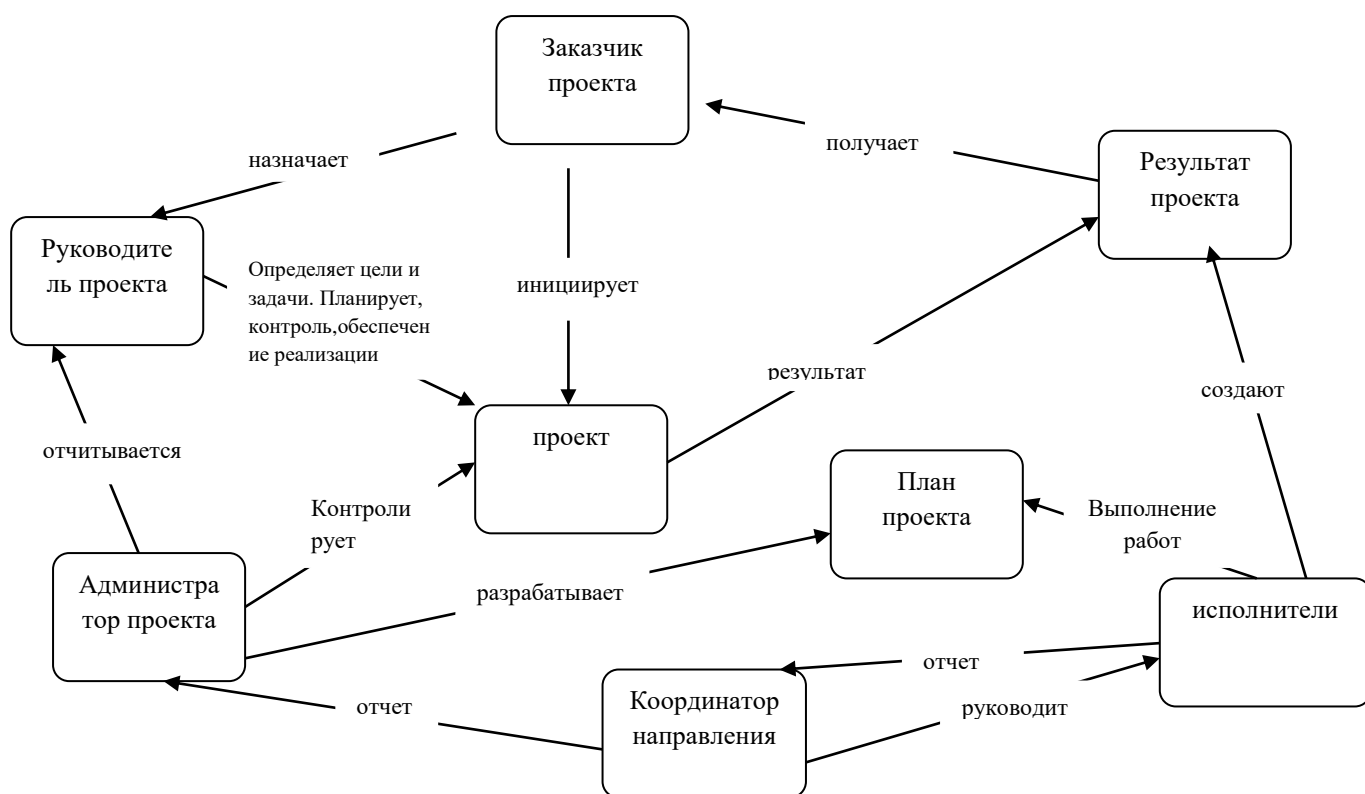 Заказчик
проекта
получает
назначает
Результат
проекта
Руководите
ль проекта
Определяет цели и
задачи. Планирует,
контроль,обеспечен
ие реализации
инициирует
результат
создают
проект
отчитывается
План
проекта
Контроли
рует
Выполнение
работ
Администра
тор проекта
разрабатывает
исполнители
отчет
Координатор
направления
отчет
руководит